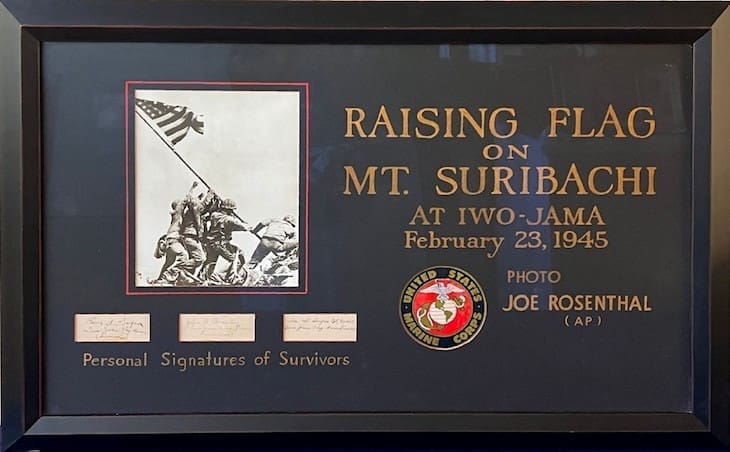 RAISING FLAG
ON
MT. SURIBACHI
AT IWO-JAMA
February 23, 1945
PHOTO
JOE ROSENTHAL
(AP)
UNITED STATES
MARINE CORPS
Personal Signatures of Survivors